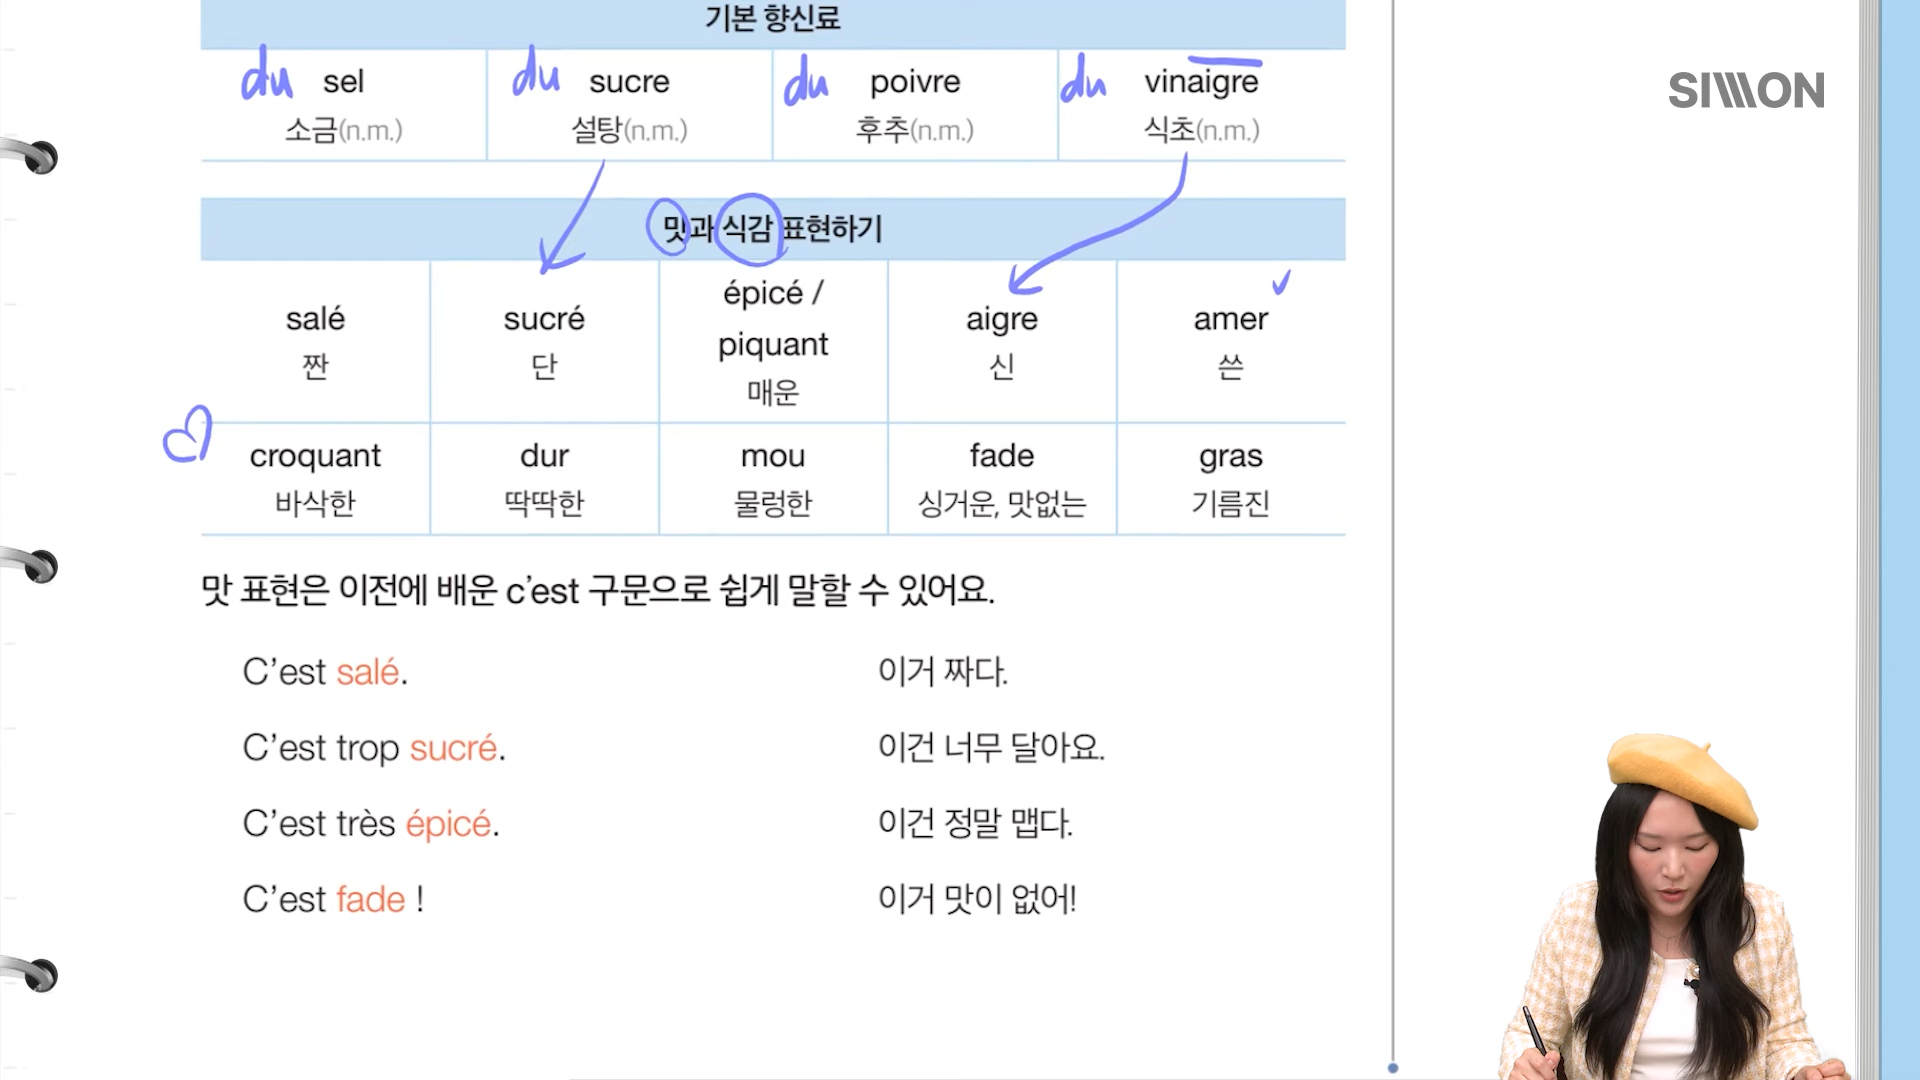 기본 향신료
du sel du sucre du poivre du vinaigre
소금(n.m.) 설탕(n.m.) 후추(n.m.) 식초(n.m.)
맛과 식감 표현하기
salé sucré épicé / piquant aigre amer
짠 단 매운 신 쓴
croquant dur mou fade gras
바삭한 딱딱한 물렁한 싱거운, 맛없는 기름진
맛 표현은 이전에 배운 c'est 구문으로 쉽게 말할 수 있어요.
C'est salé. 이거 짜다.
C'est trop sucré. 이건 너무 달아요.
C'est très épicé. 이건 정말 맵다.
C'est fade ! 이거 맛이 없어!
SIWON